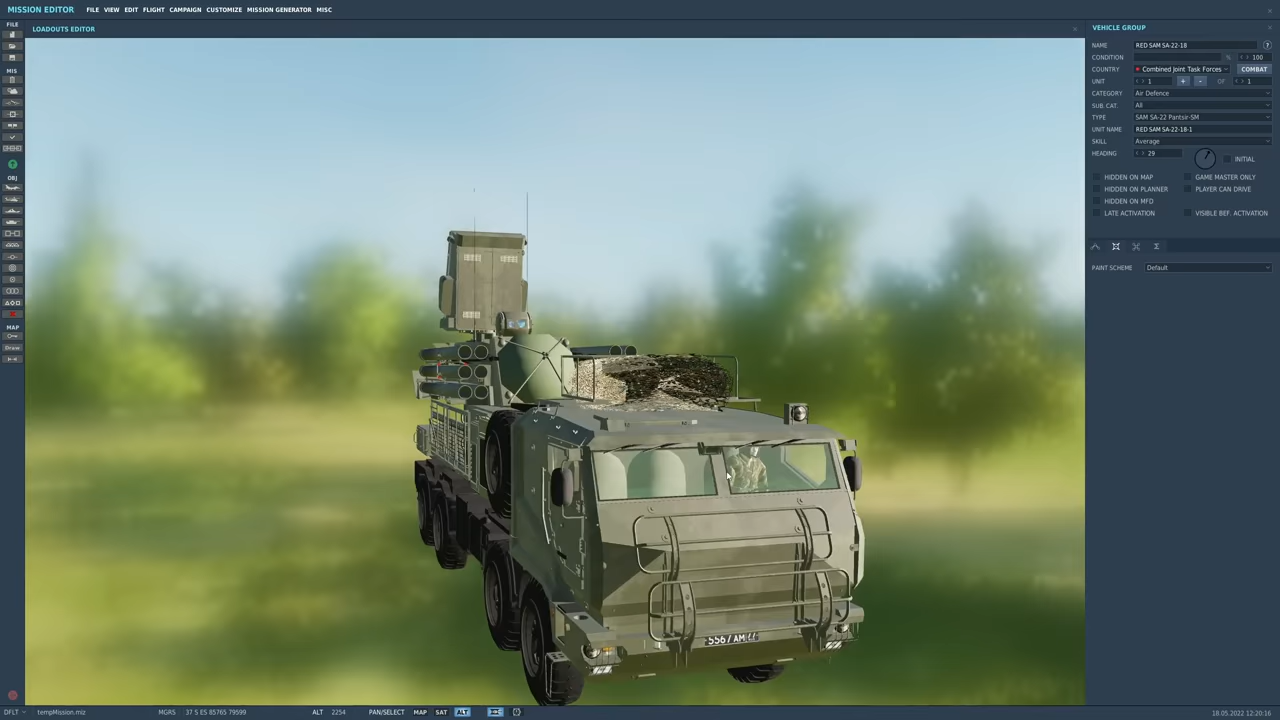 MISSION EDITOR FILE VIEW EDIT FLIGHT CAMPAIGN CUSTOMIZE MISSION GENERATOR MISC
FILE
LOADOUTS EDITOR
VEHICLE GROUP
NAME RED SAM SA-22-18 ?
CONDITION % < > 100
COUNTRY Combined Joint Task Forces COMBAT
UNIT < > 1 + - OF < > 1
CATEGORY Air Defence
SUB. CAT. All
TYPE SAM SA-22 Pantsir-SM
UNIT NAME RED SAM SA-22-18-1
SKILL Average
HEADING < > 29 INITIAL
HIDDEN ON MAP GAME MASTER ONLY
HIDDEN ON PLANNER PLAYER CAN DRIVE
HIDDEN ON MFD
LATE ACTIVATION VISIBLE BEF. ACTIVATION
PAINT SCHEME Default
MIS
OBJ
MAP
Draw
5567 AM
DFLT tempMission.miz MGRS 37 S ES 85765 79599 ALT 2254 PAN/SELECT MAP SAT ALT 18.05.2022 12:20:16